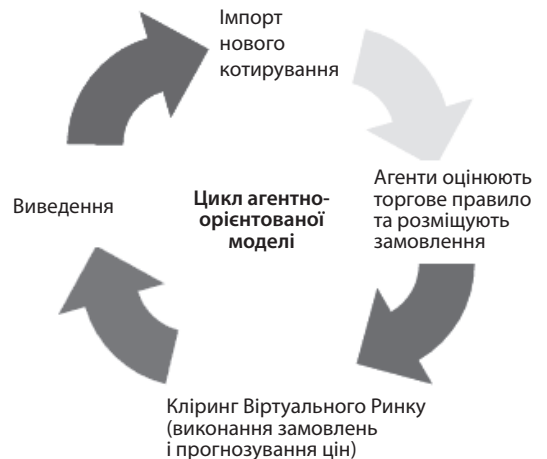 Імпорт
нового
котирування
Агенти оцінюють
торгове правило
та розміщують
замовлення
Цикл агентно-
орієнтованої
моделі
Виведення
Кліринг Віртуального Ринку
(виконання замовлень
і прогнозування цін)